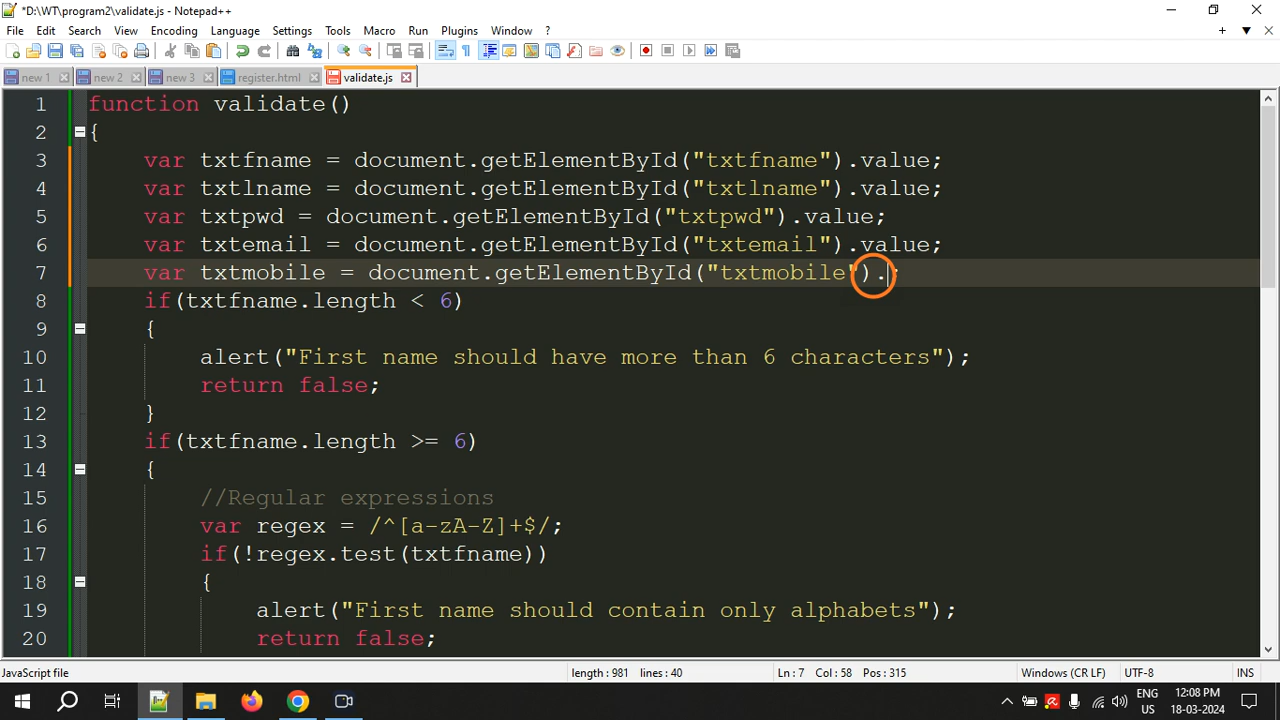 *D:\WT\program2\validate.js - Notepad++
File Edit Search View Encoding Language Settings Tools Macro Run Plugins Window ?
new 1 new 2 new 3 register.html validate.js
1 function validate()
2 {
3 var txtfname = document.getElementById("txtfname").value;
4 var txtlname = document.getElementById("txtlname").value;
5 var txtpwd = document.getElementById("txtpwd").value;
6 var txtemail = document.getElementById("txtemail").value;
7 var txtmobile = document.getElementById("txtmobile").;
8 if(txtfname.length < 6)
9 {
10 alert("First name should have more than 6 characters");
11 return false;
12 }
13 if(txtfname.length >= 6)
14 {
15 //Regular expressions
16 var regex = /^[a-zA-Z]+$/;
17 if(!regex.test(txtfname))
18 {
19 alert("First name should contain only alphabets");
20 return false;
JavaScript file length : 981 lines : 40 Ln : 7 Col : 58 Pos : 315 Windows (CR LF) UTF-8 INS
ENG 12:08 PM
US 18-03-2024